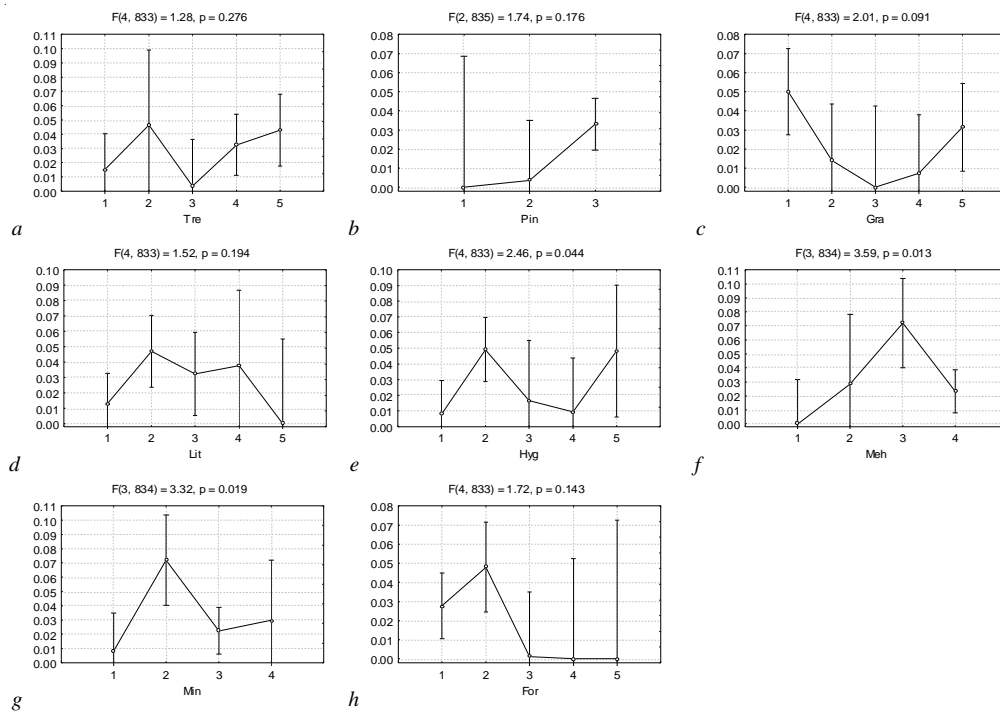 F(4, 833) = 1.28, p = 0.276
0.11
0.10
0.09
0.08
0.07
0.06
0.05
0.04
0.03
0.02
0.01
0.00
1 2 3 4 5
Tre
a
F(2, 835) = 1.74, p = 0.176
0.08
0.07
0.06
0.05
0.04
0.03
0.02
0.01
0.00
1 2 3
Pin
b
F(4, 833) = 2.01, p = 0.091
0.08
0.07
0.06
0.05
0.04
0.03
0.02
0.01
0.00
1 2 3 4 5
Gra
c
F(4, 833) = 1.52, p = 0.194
0.10
0.09
0.08
0.07
0.06
0.05
0.04
0.03
0.02
0.01
0.00
1 2 3 4 5
Lit
d
F(4, 833) = 2.46, p = 0.044
0.10
0.09
0.08
0.07
0.06
0.05
0.04
0.03
0.02
0.01
0.00
1 2 3 4 5
Hyg
e
F(3, 834) = 3.59, p = 0.013
0.11
0.10
0.09
0.08
0.07
0.06
0.05
0.04
0.03
0.02
0.01
0.00
1 2 3 4
Meh
f
F(3, 834) = 3.32, p = 0.019
0.11
0.10
0.09
0.08
0.07
0.06
0.05
0.04
0.03
0.02
0.01
0.00
1 2 3 4
Min
g
F(4, 833) = 1.72, p = 0.143
0.08
0.07
0.06
0.05
0.04
0.03
0.02
0.01
0.00
1 2 3 4 5
For
h